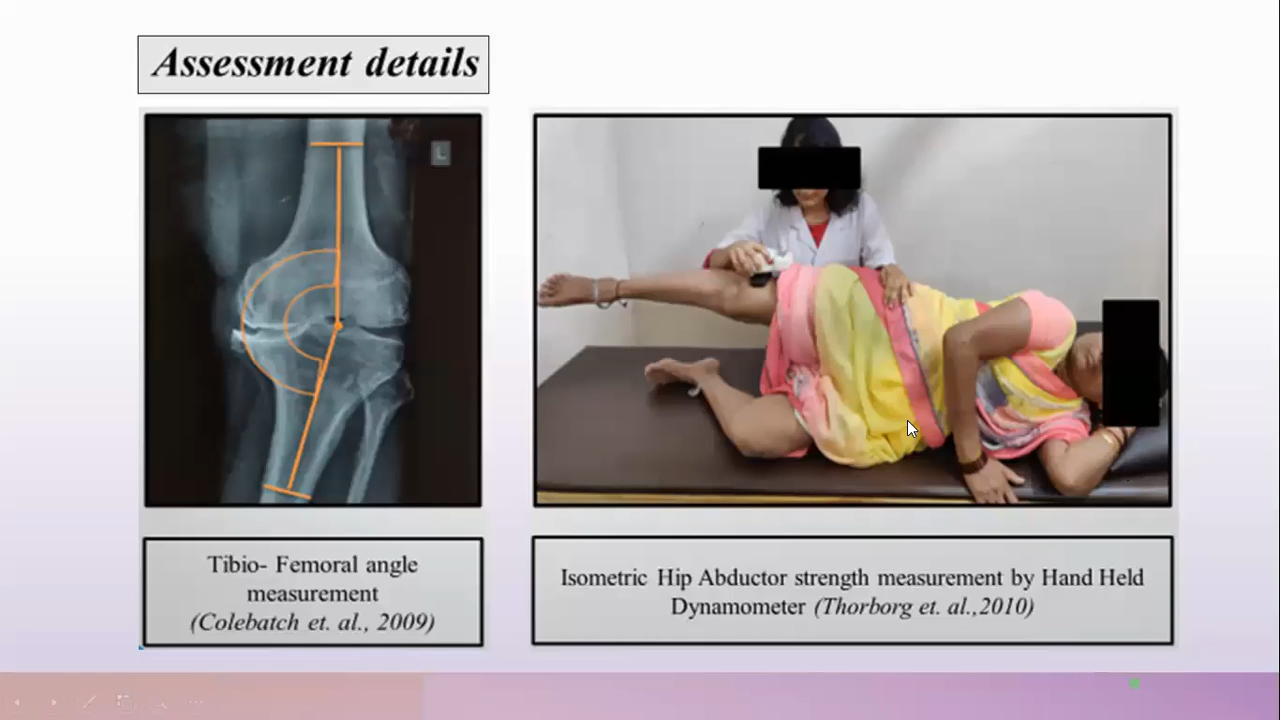 Assessment details
L
Tibio- Femoral angle
measurement
(Colebatch et. al., 2009)
Isometric Hip Abductor strength measurement by Hand Held
Dynamometer (Thorborg et. al.,2010)